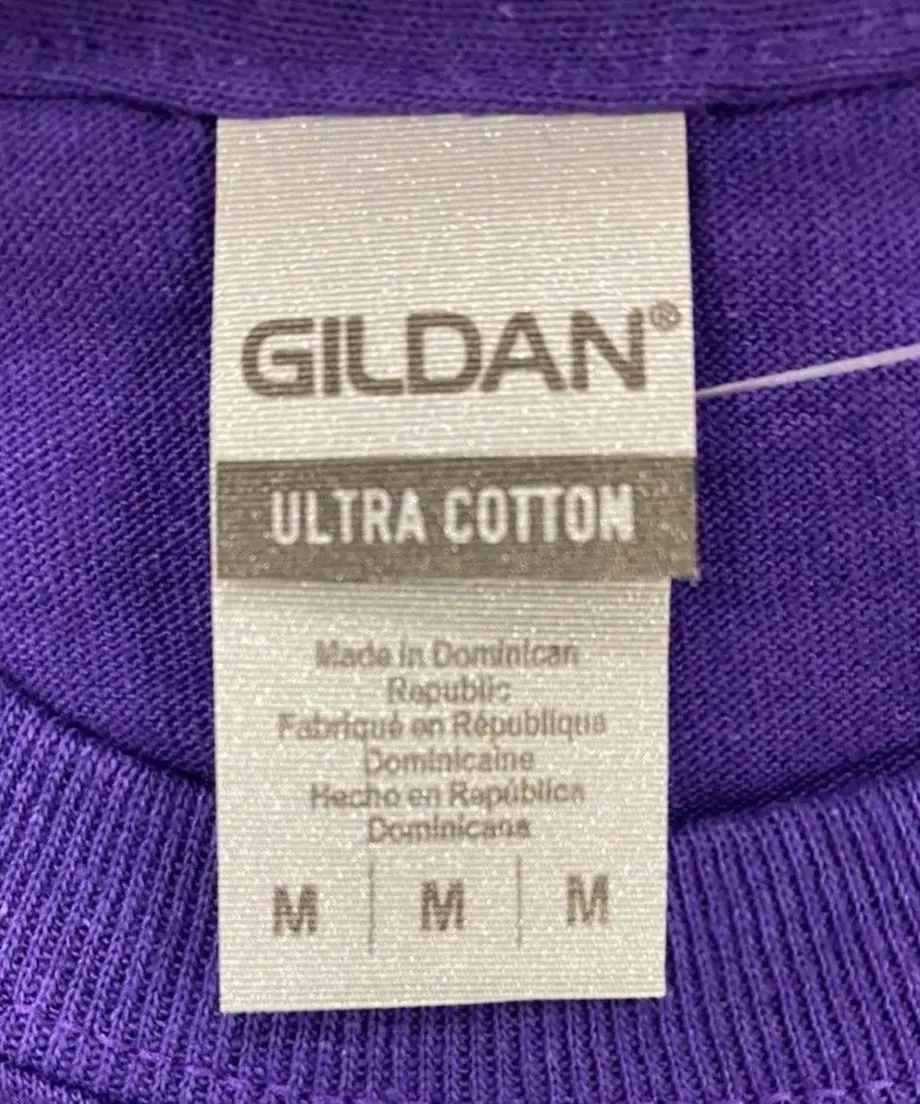 GILDAN®
ULTRA COTTON
Made in Dominican
Republic
Fabriqué en République
Dominicaine
Hecho en República
Dominicana
M | M | M